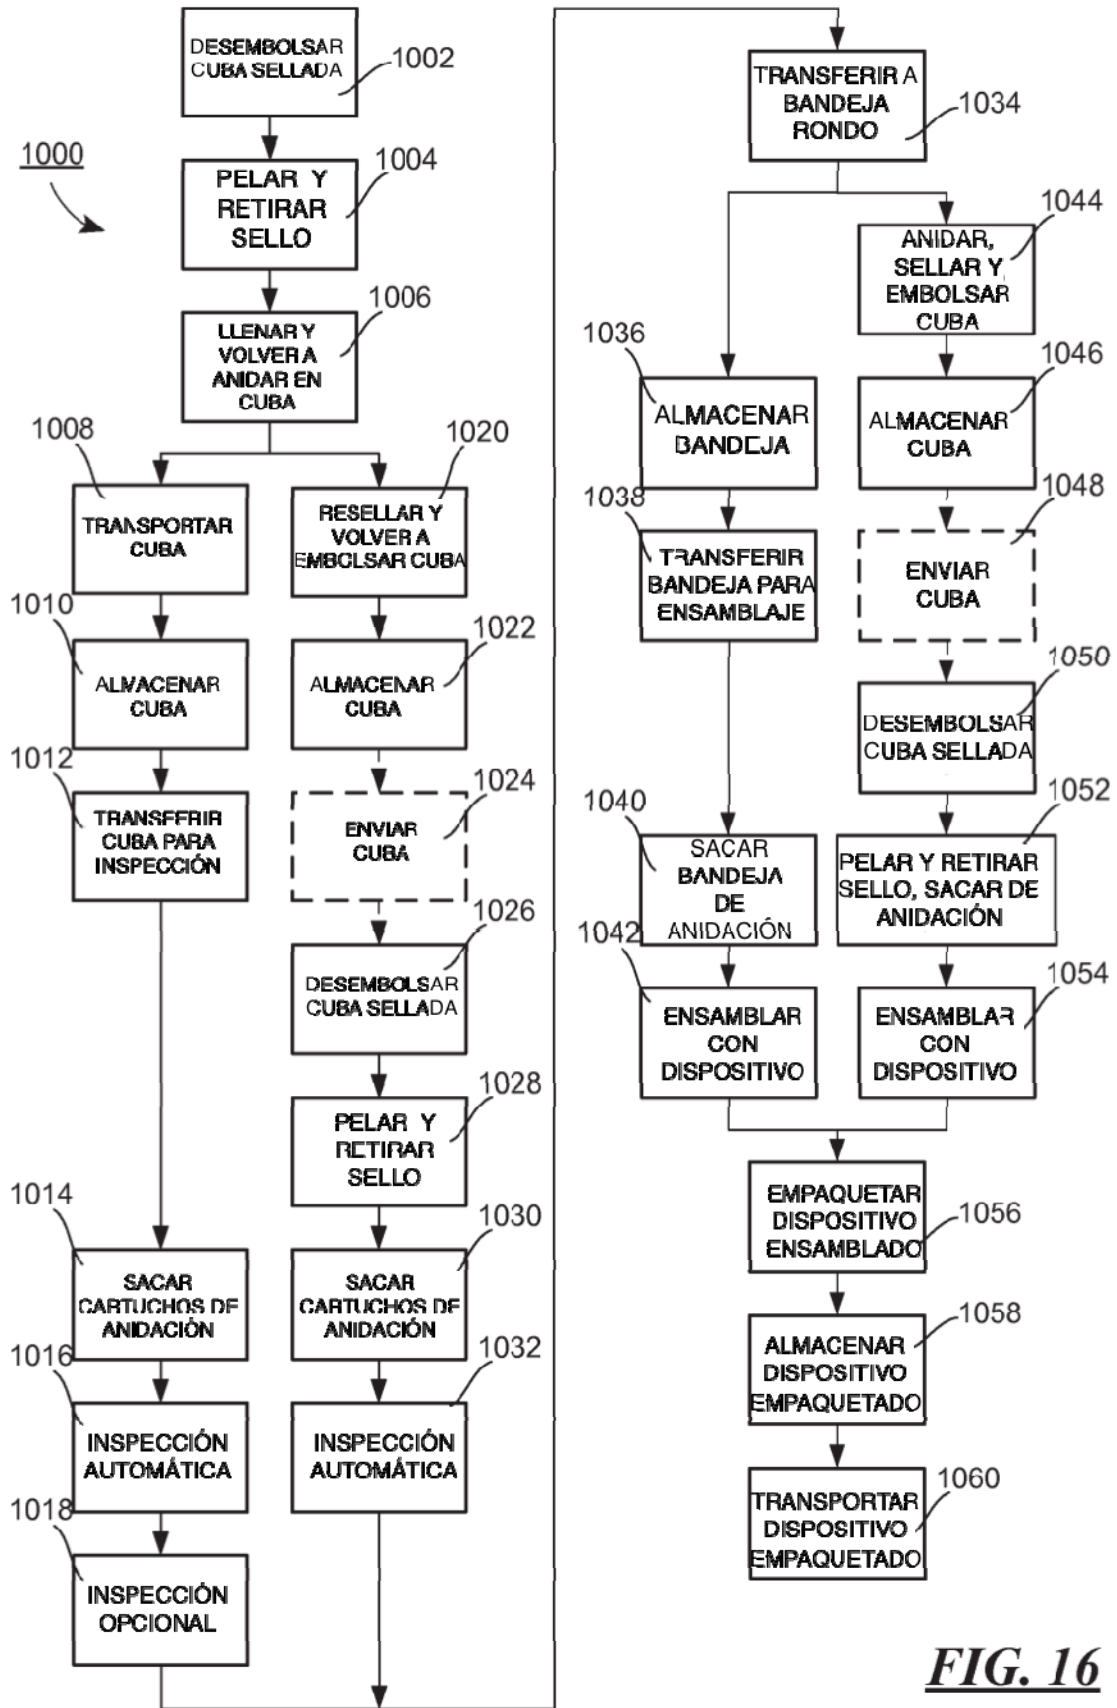 DESEMBOLSAR
CUBA SELLADA
1002
1000
PELAR Y
RETIRAR
SELLO
1004
LLENAR Y
VOLVER A
ANIDAR EN
CUBA
1006
1008
TRANSPORTAR
CUBA
1010
ALMACENAR
CUBA
1012
TRANSFERIR
CUBA PARA
INSPECCIÓN
1014
SACAR
CARTUCHOS DE
ANIDACIÓN
1016
INSPECCIÓN
AUTOMÁTICA
1018
INSPECCIÓN
OPCIONAL
1020
RESELLAR Y
VOLVER A
EMBOLSAR CUBA
1022
ALMACENAR
CUBA
1024
ENVIAR
CUBA
1026
DESEMBOLSAR
CUBA SELLADA
1028
PELAR Y
RETIRAR
SELLO
1030
SACAR
CARTUCHOS DE
ANIDACIÓN
1032
INSPECCIÓN
AUTOMÁTICA
TRANSFERIR A
BANDEJA
RONDO
1034
1036
ALMACENAR
BANDEJA
1038
TRANSFERIR
BANDEJA PARA
ENSAMBLAJE
1040
SACAR
BANDEJA
DE
ANIDACIÓN
1042
ENSAMBLAR
CON
DISPOSITIVO
1044
ANIDAR,
SELLAR Y
EMBOLSAR
CUBA
1046
ALMACENAR
CUBA
1048
ENVIAR
CUBA
1050
DESEMBOLSAR
CUBA SELLADA
1052
PELAR Y RETIRAR
SELLO, SACAR DE
ANIDACIÓN
1054
ENSAMBLAR
CON
DISPOSITIVO
EMPAQUETAR
DISPOSITIVO
ENSAMBLADO
1056
1058
ALMACENAR
DISPOSITIVO
EMPAQUETADO
1060
TRANSPORTAR
DISPOSITIVO
EMPAQUETADO
FIG. 16